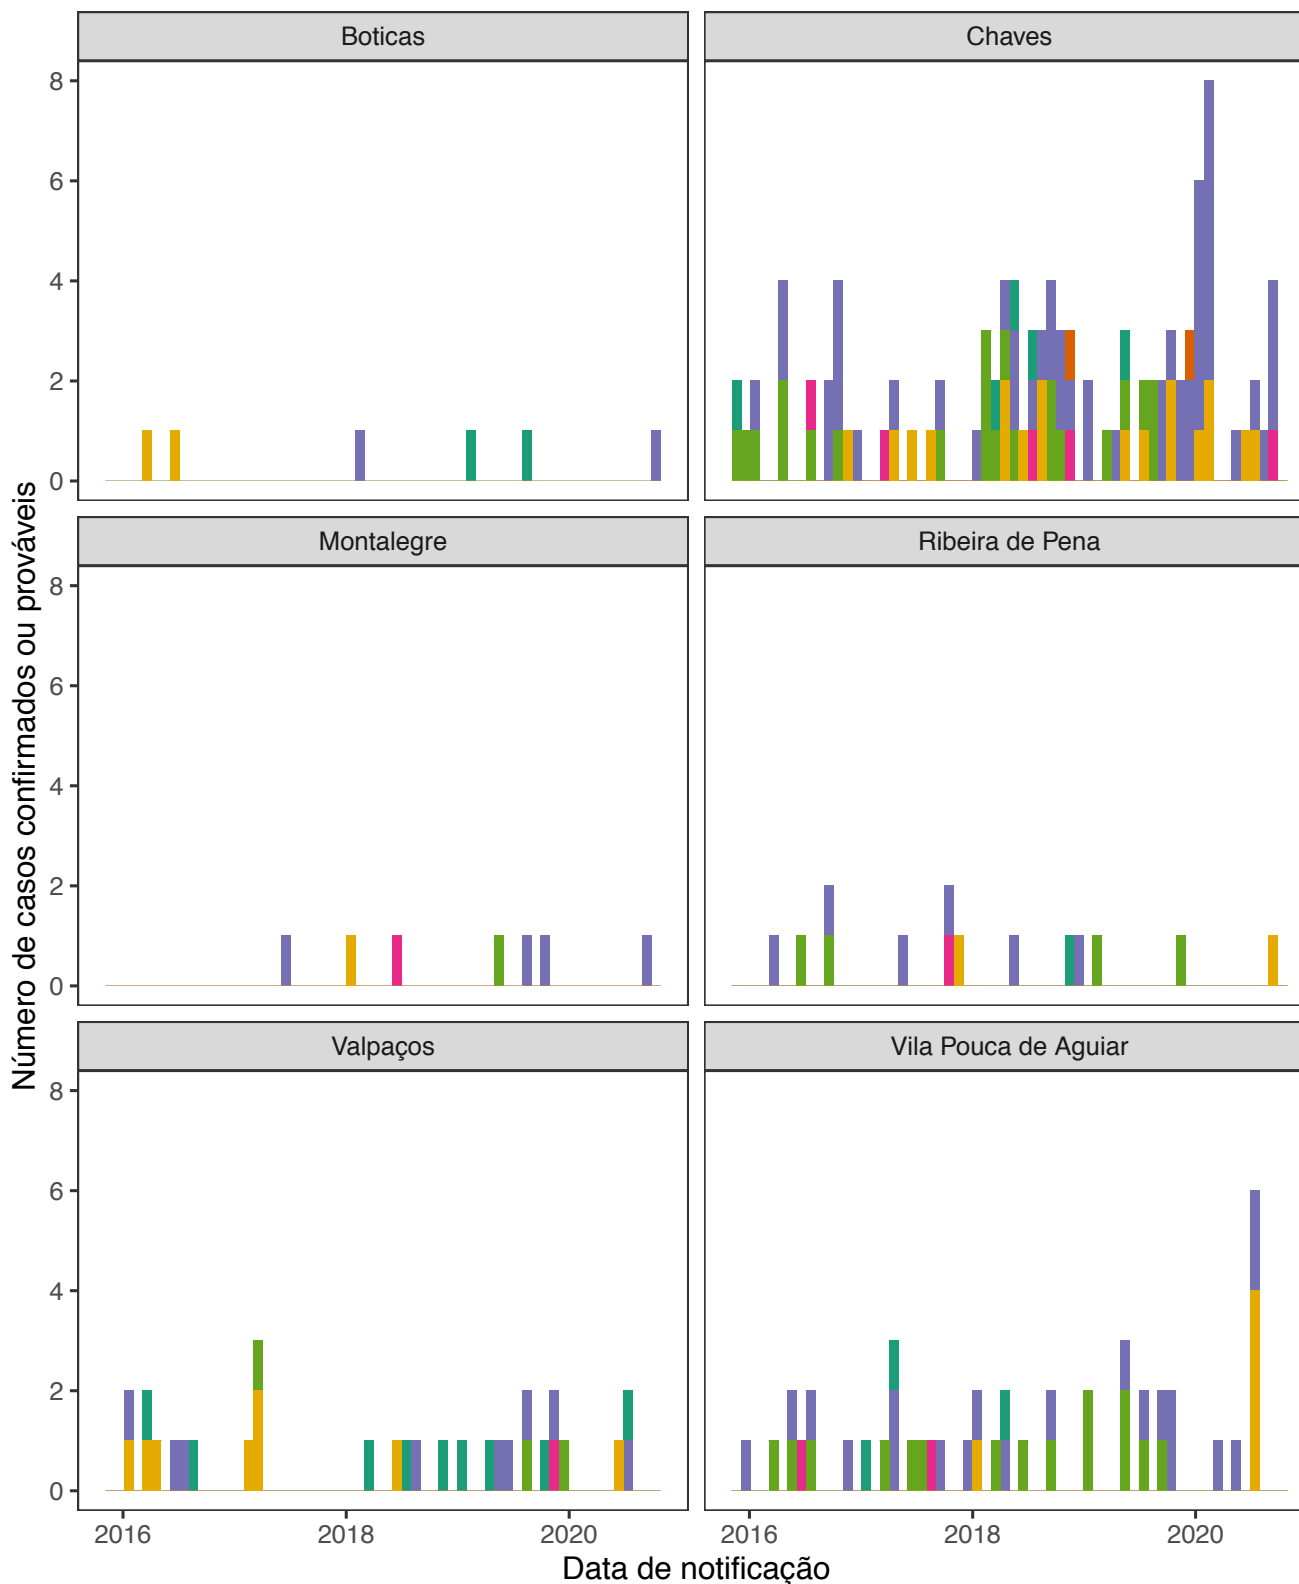 Boticas
Chaves
8
6
4
2
0
Montalegre
Ribeira de Pena
8
6
4
2
0
Número de casos confirmados ou prováveis
Valpaços
Vila Pouca de Aguiar
8
6
4
2
0
2016 2018 2020 2016 2018 2020
Data de notificação